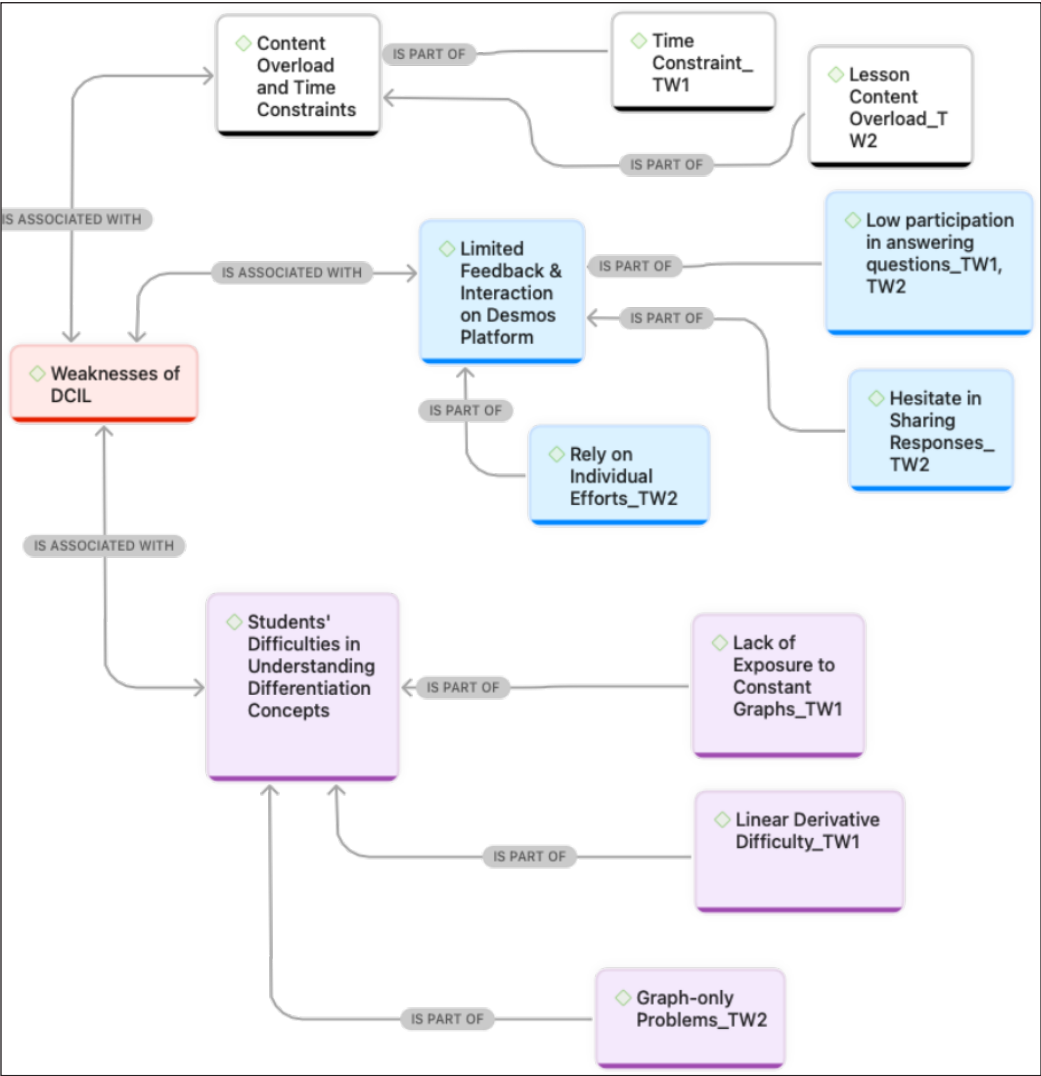 Content
Overload
and Time
Constraints
IS PART OF
Time
Constraint_
TW1
Lesson
Content
Overload_T
W2
IS PART OF
IS ASSOCIATED WITH
IS ASSOCIATED WITH
Limited
Feedback &
Interaction
on Desmos
Platform
IS PART OF
Low participation
in answering
questions_TW1,
TW2
IS PART OF
Weaknesses of
DCIL
Hesitate in
Sharing
Responses_
TW2
IS PART OF
Rely on
Individual
Efforts_TW2
IS ASSOCIATED WITH
Students'
Difficulties in
Understanding
Differentiation
Concepts
IS PART OF
Lack of
Exposure to
Constant
Graphs_TW1
Linear Derivative
Difficulty_TW1
IS PART OF
Graph-only
Problems_TW2
IS PART OF